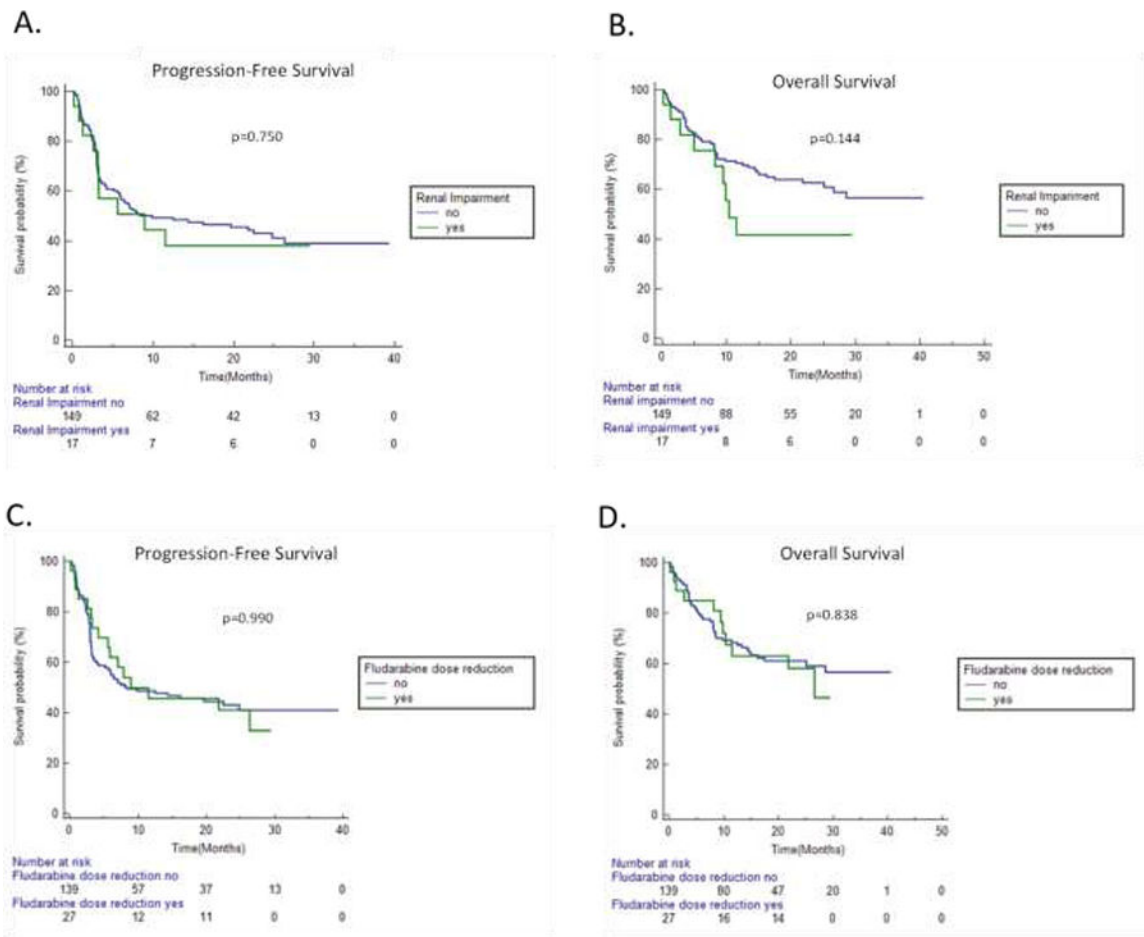 A.
Progression-Free Survival
p=0.750
Survival probability (%)
100
80
60
40
20
0
0 10 20 30 40
Time(Months)
Renal Impairment
no
yes
Number at risk
Renal Impairment no
149 62 42 13 0
Renal Impairment yes
17 7 6 0 0
B.
Overall Survival
p=0.144
Survival probability (%)
100
80
60
40
20
0
0 10 20 30 40 50
Time(Months)
Renal Impairment
no
yes
Number at risk
Renal impairment no
149 88 55 20 1 0
Renal impairment yes
17 8 6 0 0 0
C.
Progression-Free Survival
p=0.990
Survival probability (%)
100
80
60
40
20
0
0 10 20 30 40
Time(Months)
Fludarabine dose reduction
no
yes
Number at risk
Fludarabine dose reduction no
139 57 37 13 0
Fludarabine dose reduction yes
27 12 11 0 0
D.
Overall Survival
p=0.838
Survival probability (%)
100
80
60
40
20
0
0 10 20 30 40 50
Time(Months)
Fludarabine dose reduction
no
yes
Number at risk
Fludarabine dose reduction no
139 80 47 20 1 0
Fludarabine dose reduction yes
27 16 14 0 0 0